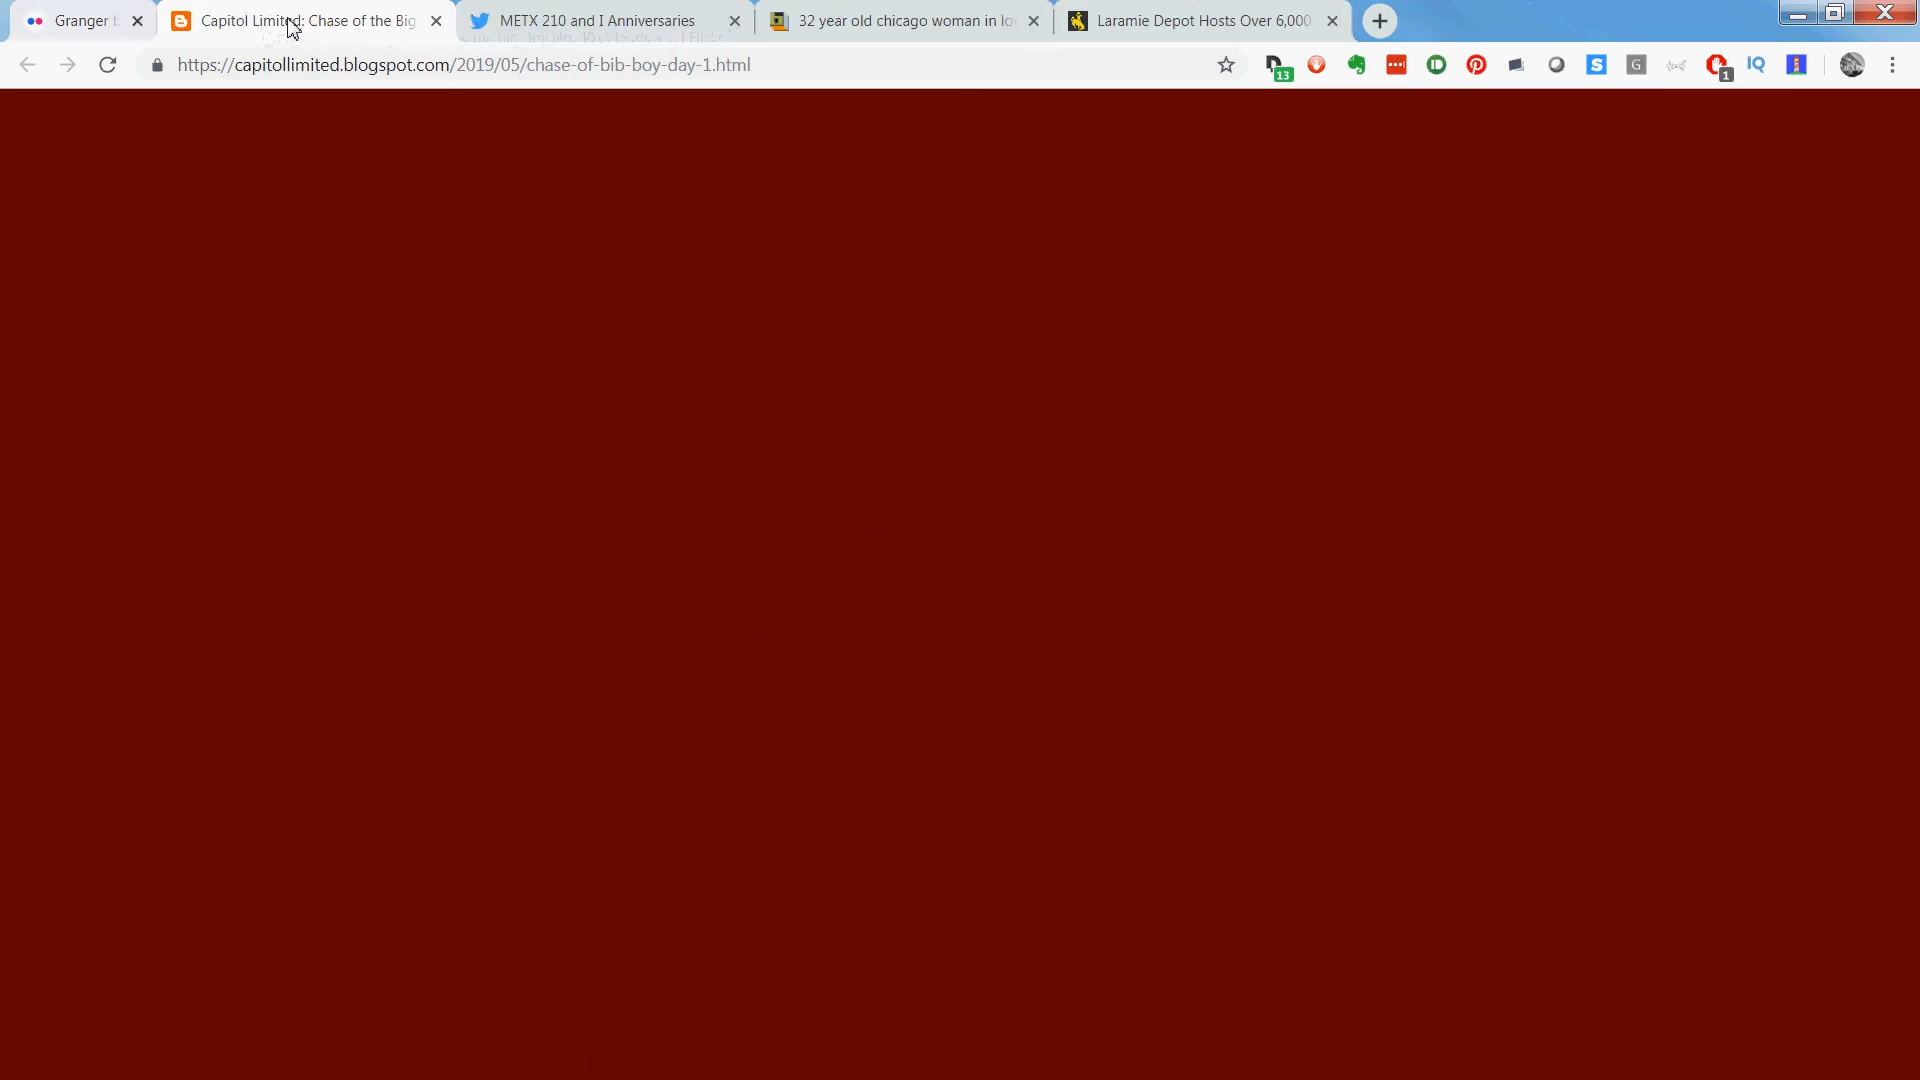 Granger
Capitol Limited: Chase of the Big
METX 210 and I Anniversaries
32 year old chicago woman in lo
Laramie Depot Hosts Over 6,000
https://capitollimited.blogspot.com/2019/05/chase-of-bib-boy-day-1.html
13
S
G
1
IQ